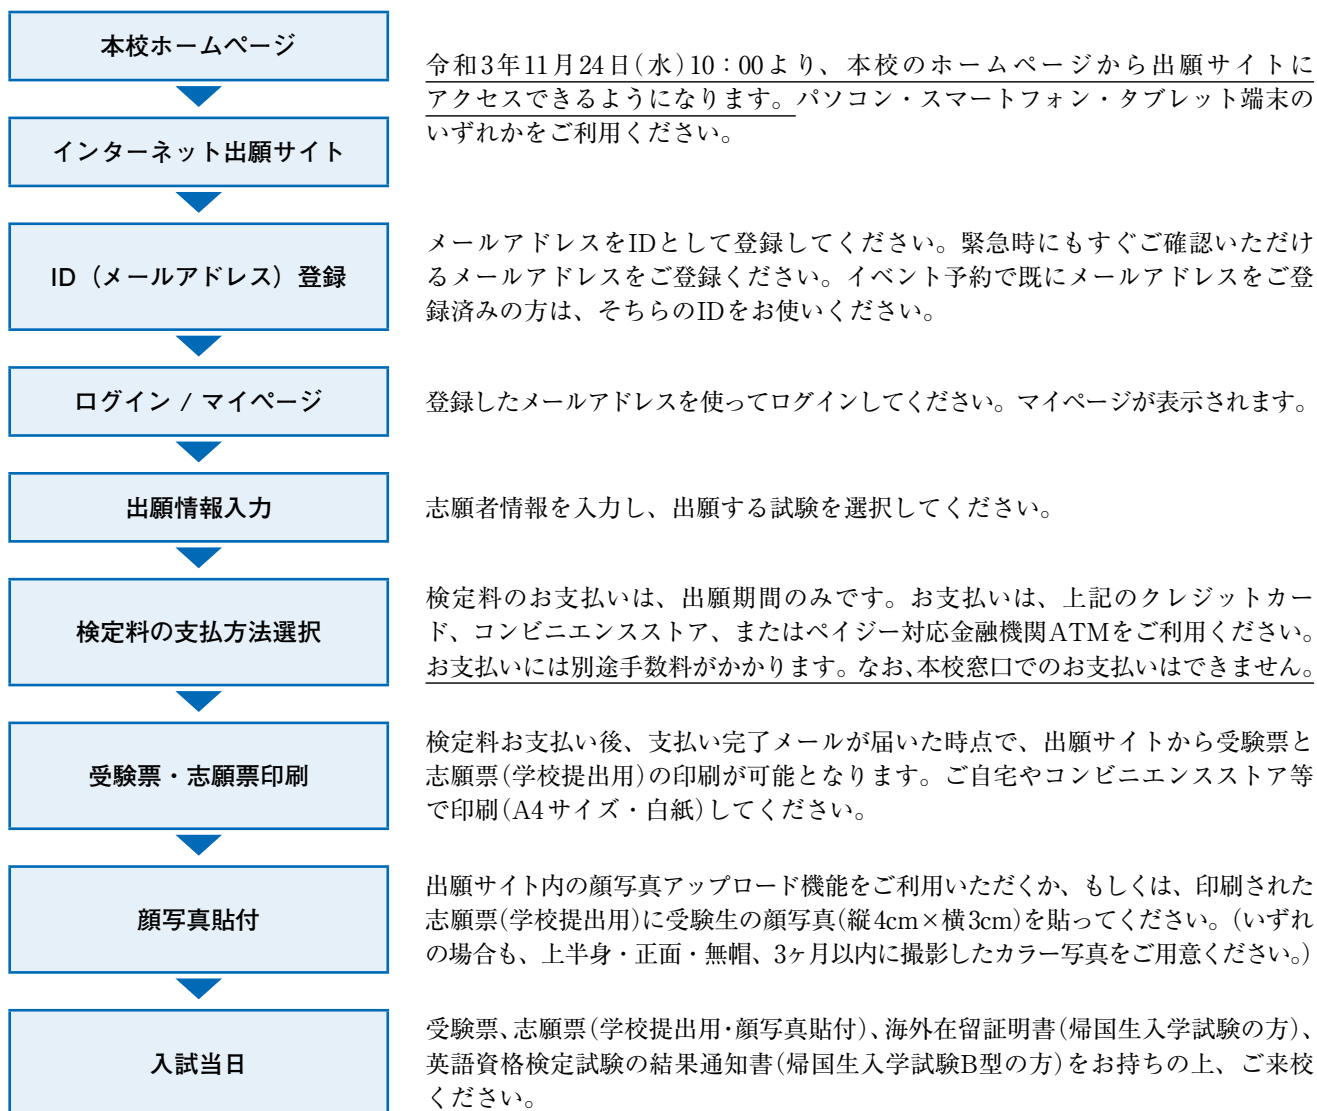 本校ホームページ
令和3年11月24日(水)10：00より、本校のホームページから出願サイトに
アクセスできるようになります。パソコン・スマートフォン・タブレット端末の
いずれかをご利用ください。
インターネット出願サイト
ID（メールアドレス）登録
メールアドレスをIDとして登録してください。緊急時にもすぐご確認いただけ
るメールアドレスをご登録ください。イベント予約で既にメールアドレスをご登
録済みの方は、そちらのIDをお使いください。
ログイン / マイページ
登録したメールアドレスを使ってログインしてください。マイページが表示されます。
出願情報入力
志願者情報を入力し、出願する試験を選択してください。
検定料の支払方法選択
検定料のお支払いは、出願期間のみです。お支払いは、上記のクレジットカー
ド、コンビニエンスストア、またはペイジー対応金融機関ATMをご利用ください。
お支払いには別途手数料がかかります。なお、本校窓口でのお支払いはできません。
受験票・志願票印刷
検定料お支払い後、支払い完了メールが届いた時点で、出願サイトから受験票と
志願票(学校提出用)の印刷が可能となります。ご自宅やコンビニエンスストア等
で印刷(A4サイズ・白紙)してください。
顔写真貼付
出願サイト内の顔写真アップロード機能をご利用いただくか、もしくは、印刷された
志願票(学校提出用)に受験生の顔写真(縦4cm×横3cm)を貼ってください。(いずれ
の場合も、上半身・正面・無帽、3ヶ月以内に撮影したカラー写真をご用意ください。)
入試当日
受験票、志願票(学校提出用・顔写真貼付)、海外在留証明書(帰国生入学試験の方)、
英語資格検定試験の結果通知書(帰国生入学試験B型の方)をお持ちの上、ご来校
ください。